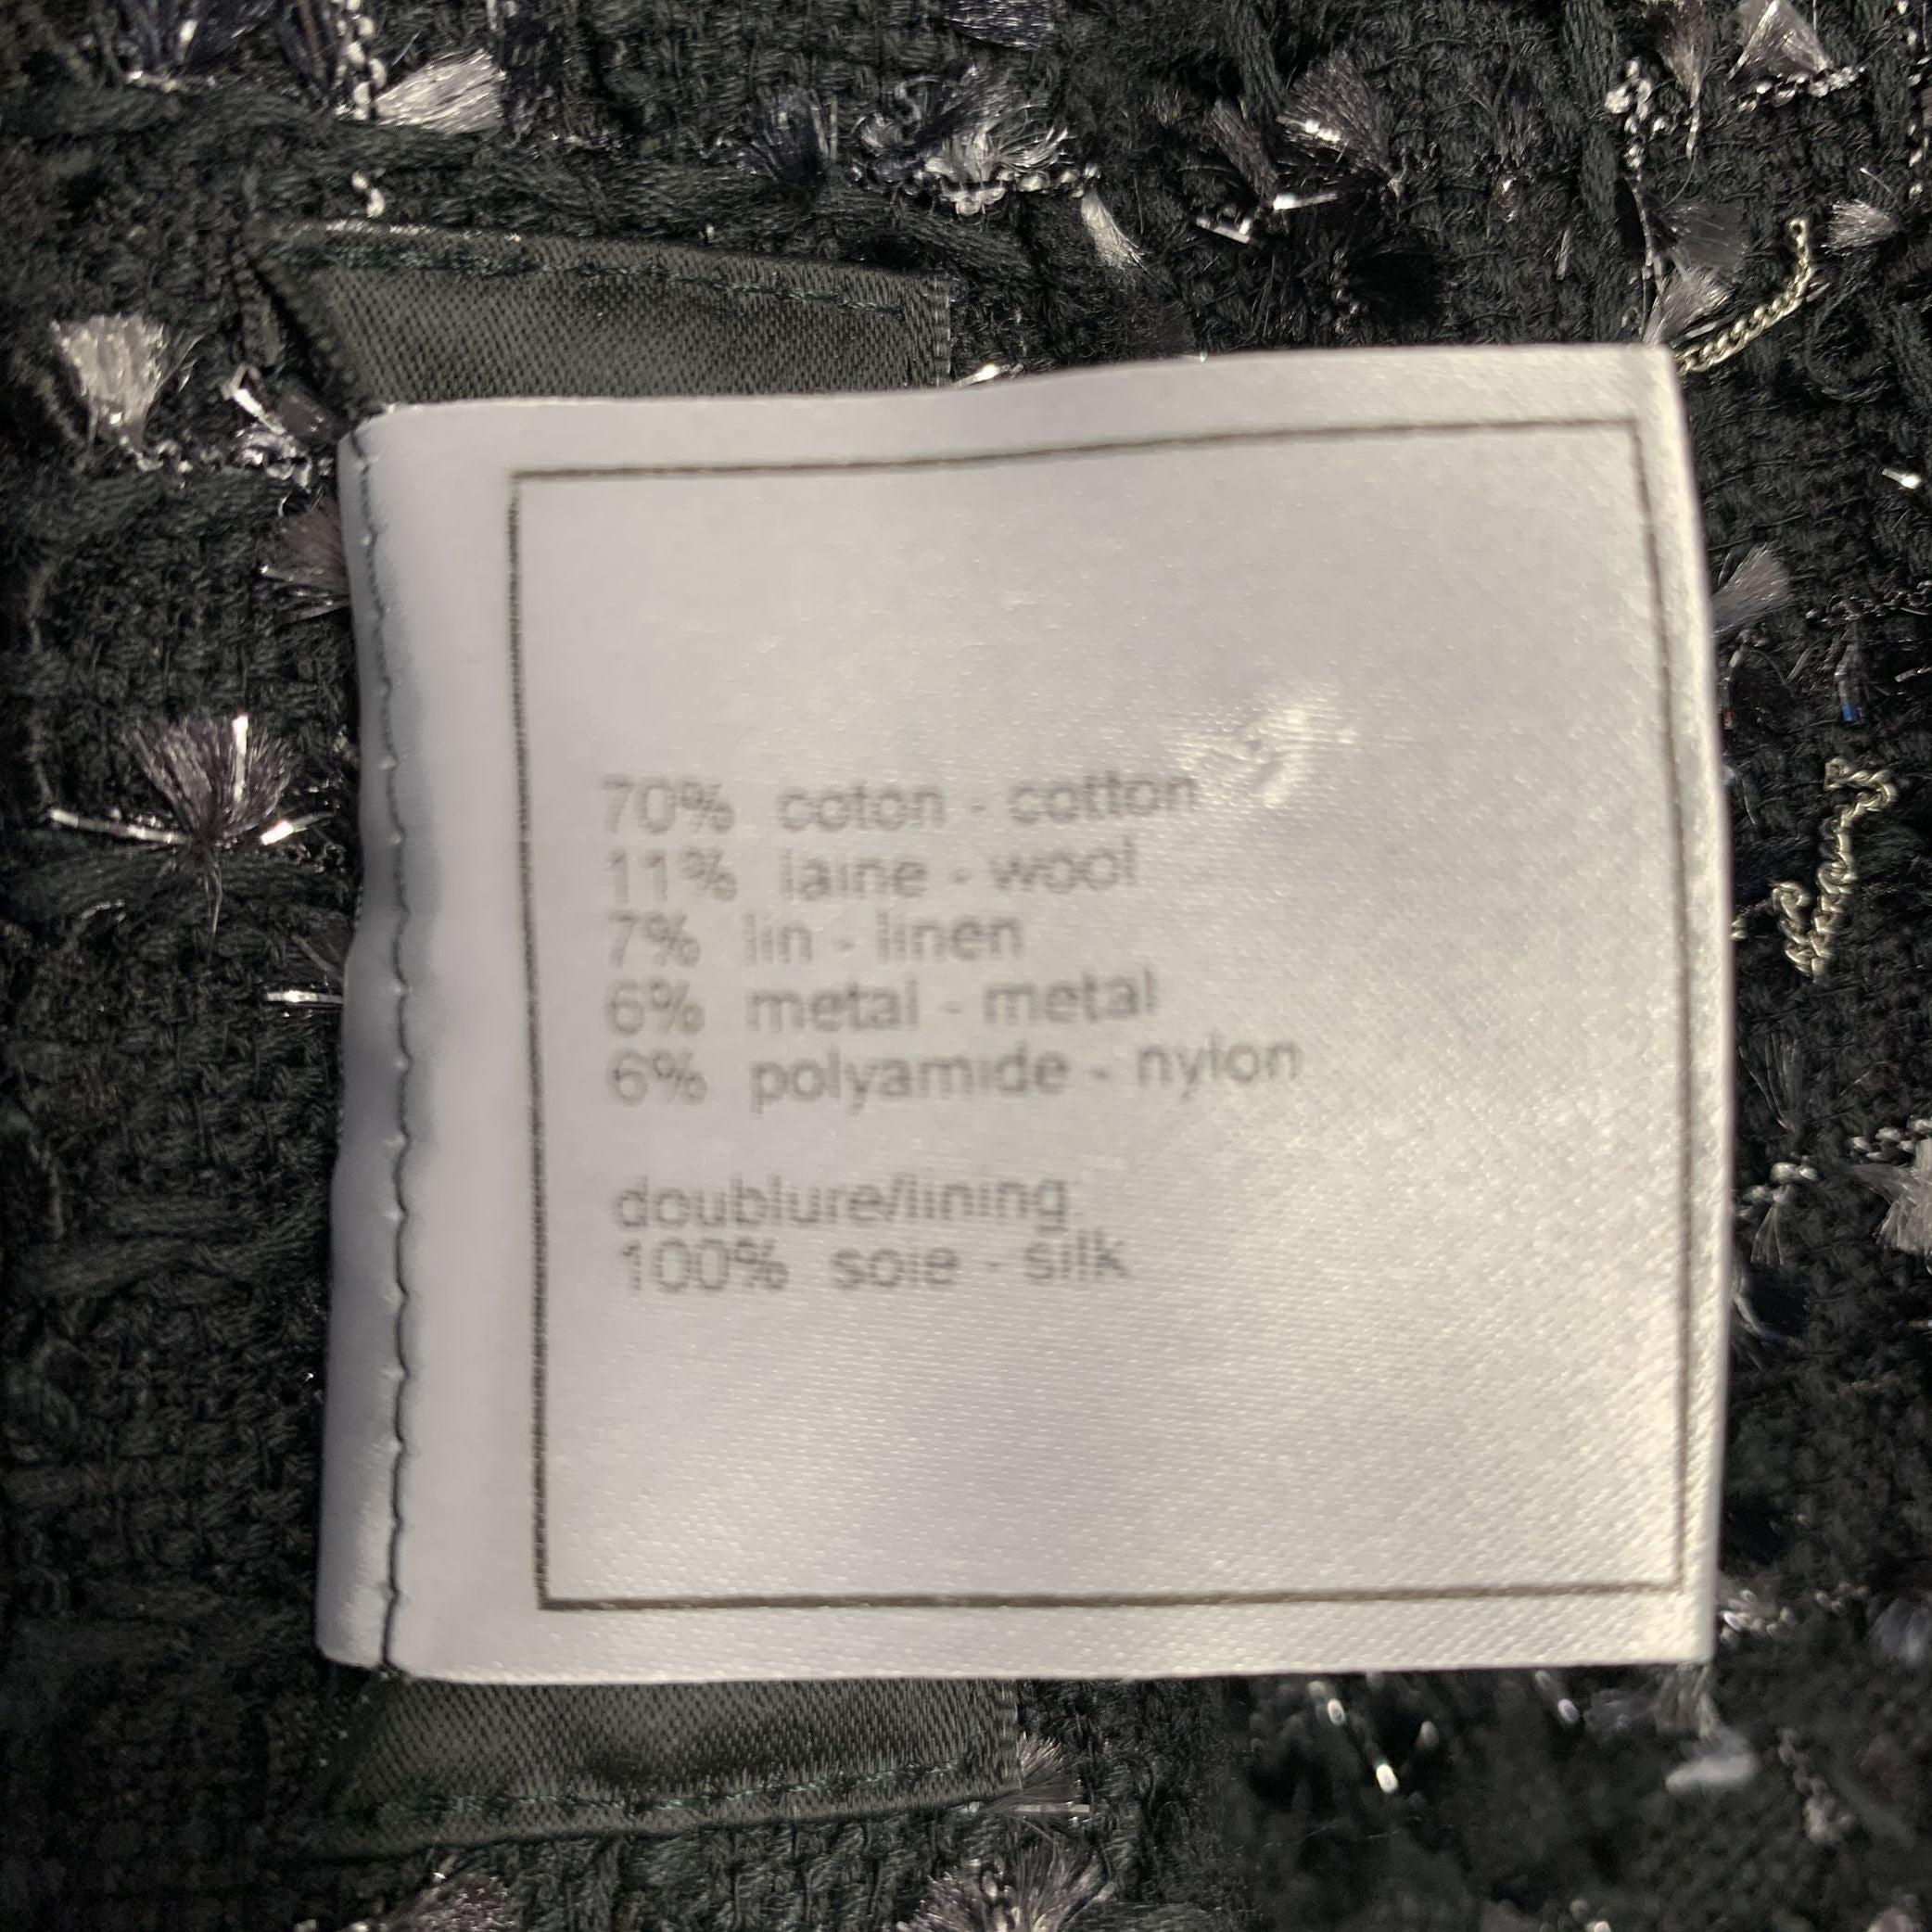 70% coton - cotton
11% laine - wool
7% lin - linen
6% metal - metal
6% polyamide - nylon
doublure/lining
100% soie - silk